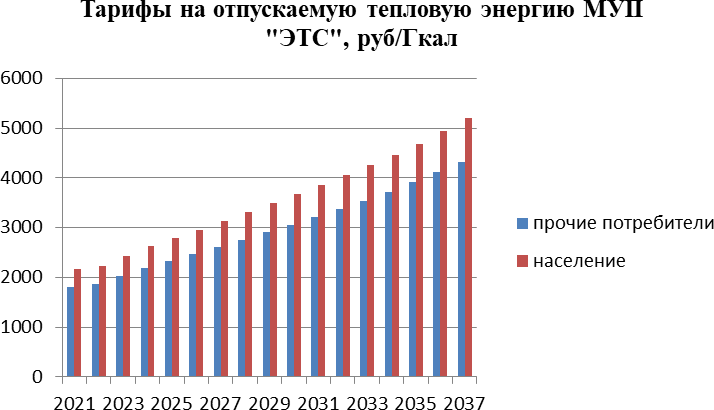 Тарифы на отпускаемую тепловую энергию МУП
"ЭТС", руб/Гкал
6000
5000
4000
3000
2000
1000
0
2021 2023 2025 2027 2029 2031 2033 2035 2037
прочие потребители
население